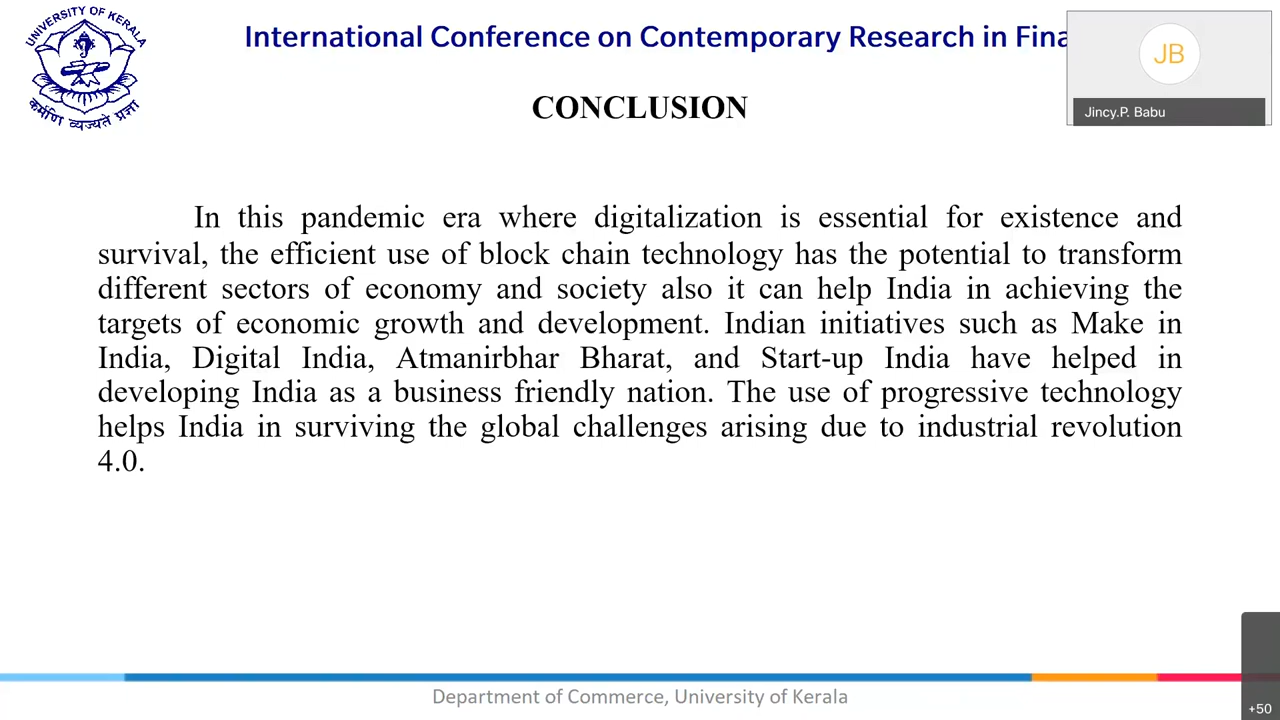 UNIVERSITY OF KERALA
कर्मणि व्यज्यते प्रज्ञा
International Conference on Contemporary Research in Fina
JB
Jincy.P. Babu
CONCLUSION
In this pandemic era where digitalization is essential for existence and
survival, the efficient use of block chain technology has the potential to transform
different sectors of economy and society also it can help India in achieving the
targets of economic growth and development. Indian initiatives such as Make in
India, Digital India, Atmanirbhar Bharat, and Start-up India have helped in
developing India as a business friendly nation. The use of progressive technology
helps India in surviving the global challenges arising due to industrial revolution
4.0.
Department of Commerce, University of Kerala
+50